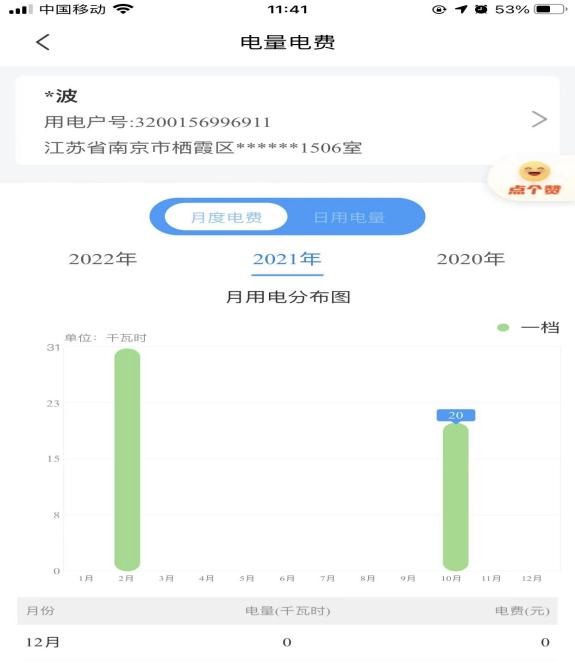 中国移动 11:41 53%
电量电费
*波
用电户号:3200156996911
江苏省南京市栖霞区******1506室
点个赞
月度电费 日用电量
2022年 2021年 2020年
月用电分布图
一档
单位：千瓦时
31
23
20
15
8
0
1月 2月 3月 4月 5月 6月 7月 8月 9月 10月 11月 12月
月份 电量(千瓦时) 电费(元)
12月 0 0